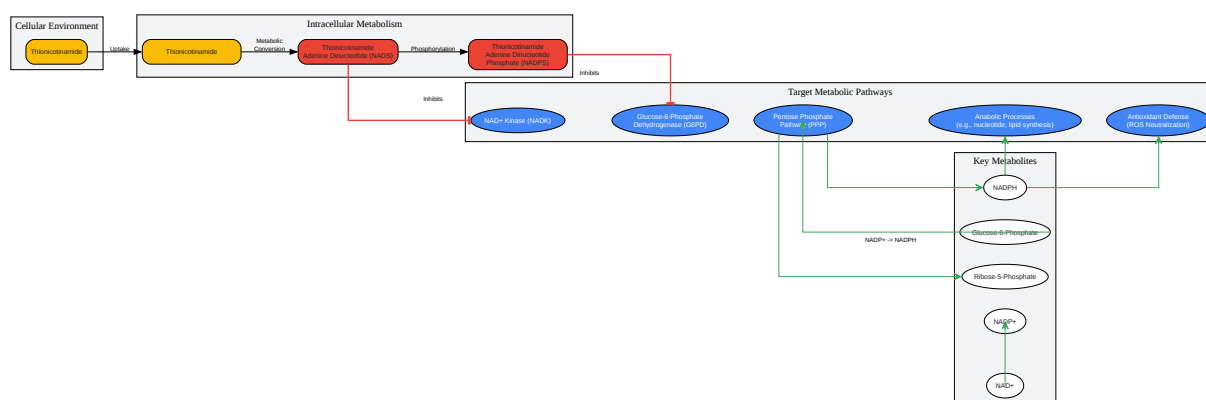 Cellular Environment
Thionicotinamide
Uptake
Intracellular Metabolism
Thionicotinamide
Metabolic
Conversion
Thionicotinamide
Adenine Dinucleotide (NADS)
Phosphorylation
Thionicotinamide
Adenine Dinucleotide
Phosphate (NADPS)
Inhibits
Inhibits
Target Metabolic Pathways
NAD+ Kinase (NADK)
Glucose-6-Phosphate
Dehydrogenase (G6PD)
Pentose Phosphate
Pathway (PPP)
Anabolic Processes
(e.g., nucleotide, lipid synthesis)
Antioxidant Defense
(ROS Neutralization)
Key Metabolites
NADPH
Glucose-6-Phosphate
NADP+ -> NADPH
Ribose-5-Phosphate
NADP+
NAD+